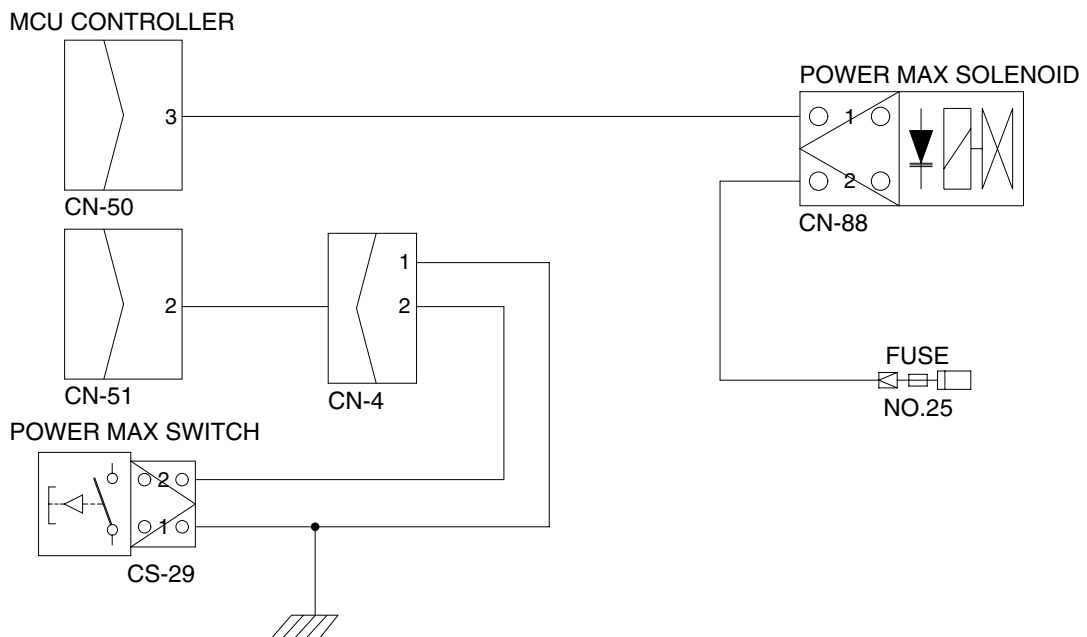 MCU CONTROLLER
3
CN-50
POWER MAX SOLENOID
1
2
CN-88
2
CN-51
1
2
CN-4
FUSE
NO.25
POWER MAX SWITCH
2
1
CS-29